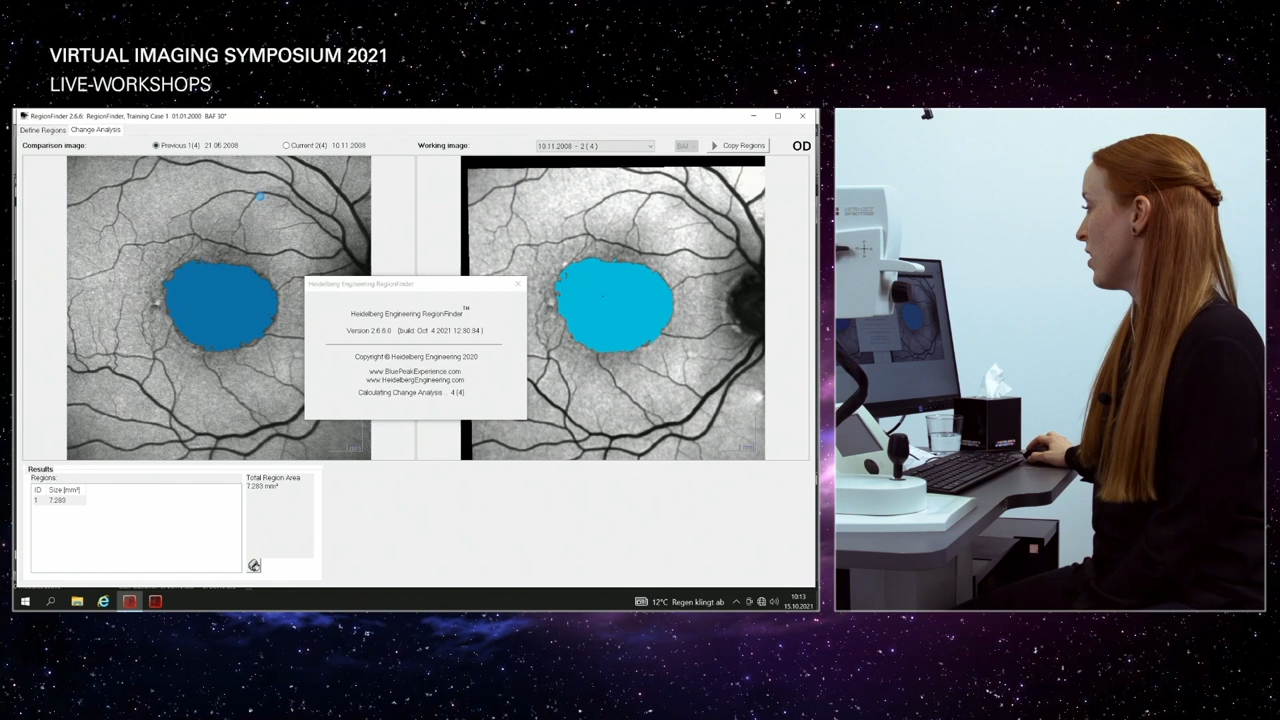 VIRTUAL IMAGING SYMPOSIUM 2021
LIVE-WORKSHOPS
RegionFinder 2.6.6: RegionFinder, Training Case 1 01.01.2000 BAF 30°
Define Regions Change Analysis
Comparison image: Previous 1(4) 21.05.2008 Current 2(4) 10.11.2008 Working image: 10.11.2008 - 2 ( 4 ) BAF Copy Regions OD
Heidelberg Engineering RegionFinder
Heidelberg Engineering RegionFinder™
Version 2.6.6.0 (build: Oct 4 2021 12:30:34 )
Copyright © Heidelberg Engineering 2020
www.BluePeakExperience.com
www.HeidelbergEngineering.com
Calculating Change Analysis .. 4 (4)
Results
Regions: Total Region Area
ID Size [mm²] 7.283 mm²
1 7.283
12°C Regen klingt ab 10:13
15.10.2021